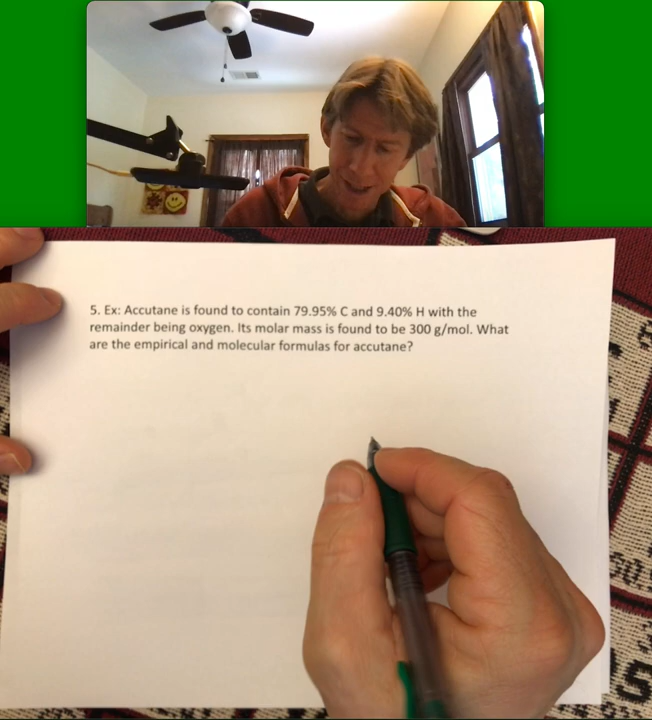 5. Ex: Accutane is found to contain 79.95% C and 9.40% H with the
remainder being oxygen. Its molar mass is found to be 300 g/mol. What
are the empirical and molecular formulas for accutane?